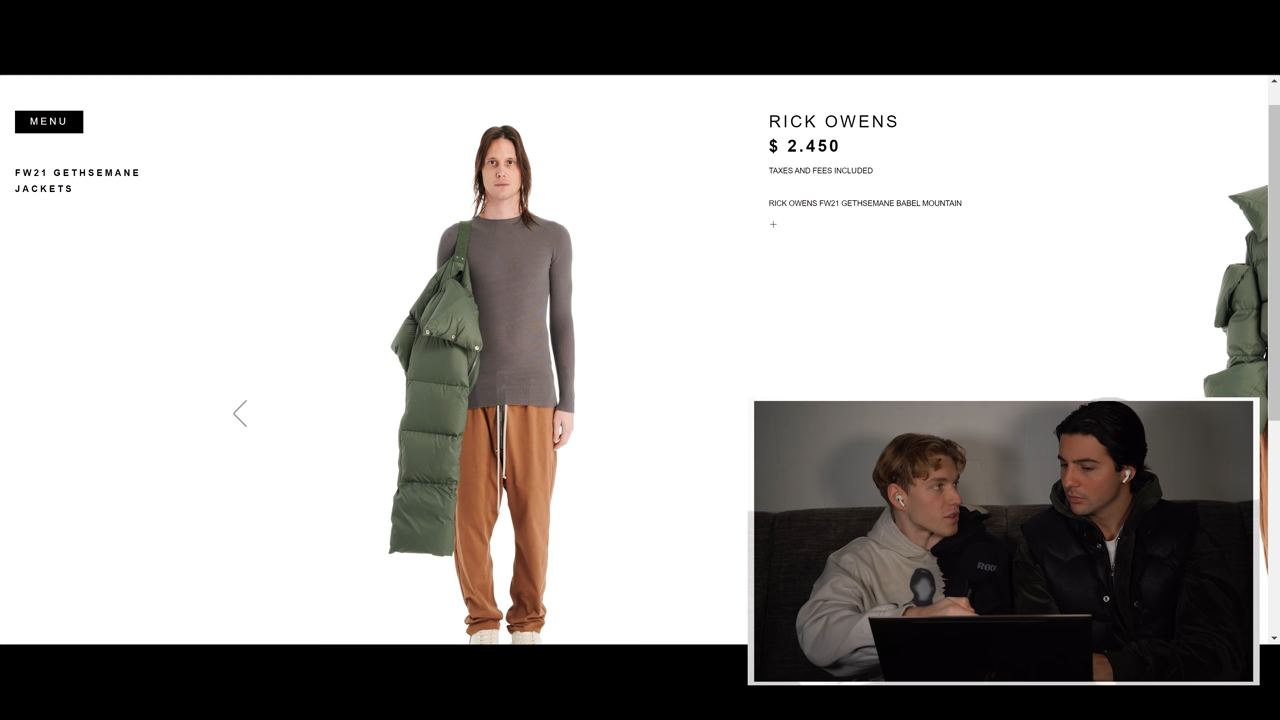 MENU
FW21 GETHSEMANE
JACKETS
RICK OWENS
$ 2.450
TAXES AND FEES INCLUDED
RICK OWENS FW21 GETHSEMANE BABEL MOUNTAIN
+